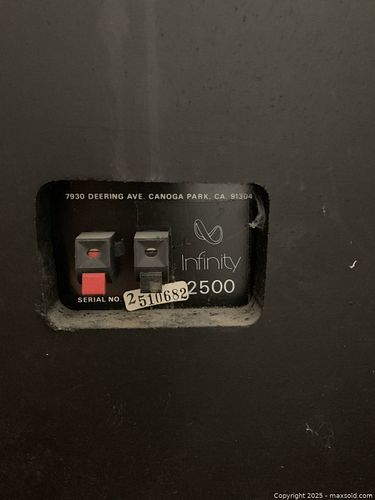 7930 DEERING AVE. CANOGA PARK, CA. 91304
Infinity
2500
SERIAL NO. 2510682
Copyright 2025 - maxsold.com